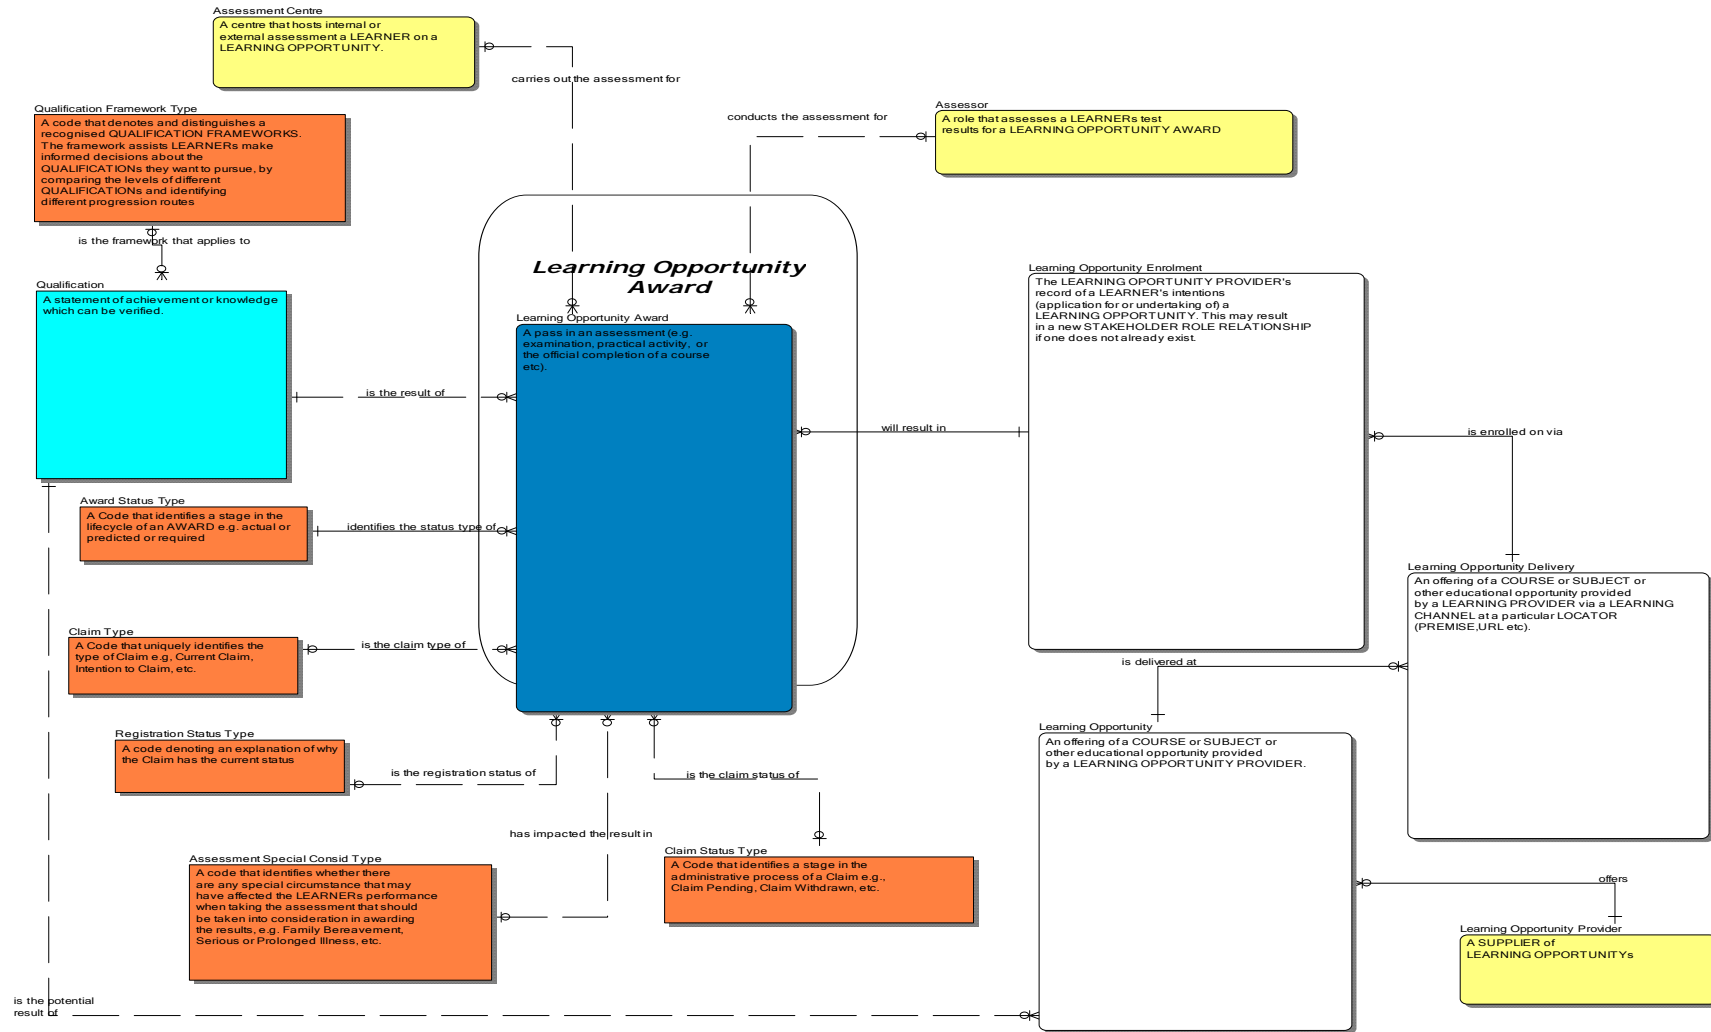 Assessment Centre
A centre that hosts internal or
external assessment a LEARNER on a
LEARNING OPPORTUNITY.
carries out the assessment for
Qualification Framework Type
A code that denotes and distinguishes a
recognised QUALIFICATION FRAMEWORKS.
The framework assists LEARNERs make
informed decisions about the
QUALIFICATIONs they want to pursue, by
comparing the levels of different
QUALIFICATIONs and identifying
different progression routes
Assessor
A role that assesses a LEARNERs test
results for a LEARNING OPPORTUNITY AWARD
conducts the assessment for
is the framework that applies to
Learning Opportunity
Award
Qualification
A statement of achievement or knowledge
which can be verified.
Learning Opportunity Award
A pass in an assessment (e.g.
examination, practical activity, or
the official completion of a course
etc).
Learning Opportunity Enrolment
The LEARNING OPORTUNITY PROVIDER's
record of a LEARNER's intentions
(application for or undertaking of) a
LEARNING OPPORTUNITY. This may result
in a new STAKEHOLDER ROLE RELATIONSHIP
if one does not already exist.
is the result of
will result in
is enrolled on via
Award Status Type
A Code that identifies a stage in the
lifecycle of an AWARD e.g. actual or
predicted or required
identifies the status type of
Learning Opportunity Delivery
An offering of a COURSE or SUBJECT or
other educational opportunity provided
by a LEARNING PROVIDER via a LEARNING
CHANNEL at a particular LOCATOR
(PREMISE,URL etc).
Claim Type
A Code that uniquely identifies the
type of Claim e.g, Current Claim,
Intention to Claim, etc.
is the claim type of
is delivered at
Registration Status Type
A code denoting an explanation of why
the Claim has the current status
is the registration status of
is the claim status of
Learning Opportunity
An offering of a COURSE or SUBJECT or
other educational opportunity provided
by a LEARNING OPPORTUNITY PROVIDER.
has impacted the result in
Assessment Special Consid Type
A code that identifies whether there
are any special circumstance that may
have affected the LEARNERs performance
when taking the assessment that should
be taken into consideration in awarding
the results, e.g. Family Bereavement,
Serious or Prolonged Illness, etc.
Claim Status Type
A Code that identifies a stage in the
administrative process of a Claim e.g.,
Claim Pending, Claim Withdrawn, etc.
offers
Learning Opportunity Provider
A SUPPLIER of
LEARNING OPPORTUNITYs
is the potential
result of